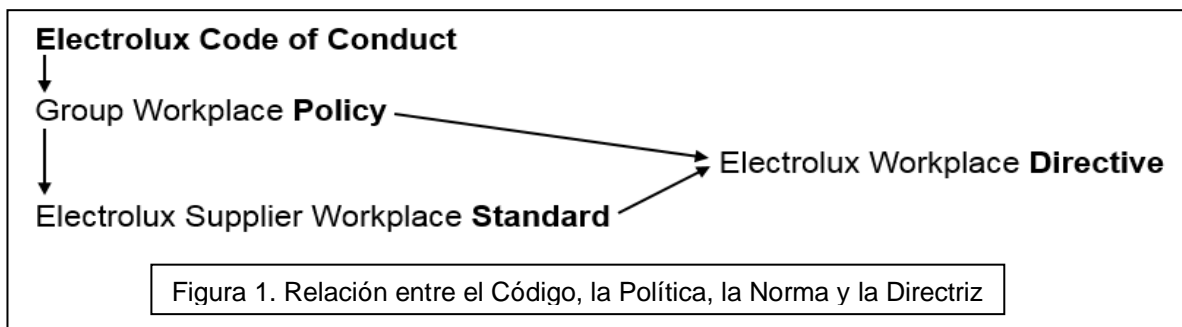 Electrolux Code of Conduct
Group Workplace Policy
Electrolux Workplace Directive
Electrolux Supplier Workplace Standard
Figura 1. Relación entre el Código, la Política, la Norma y la Directriz